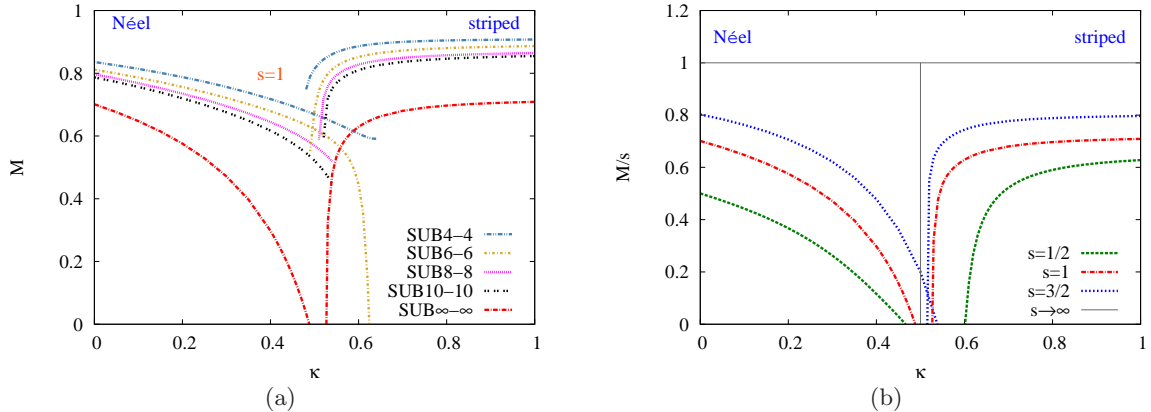 Néel
striped
s=1
M
1
0.8
0.6
0.4
0.2
0
SUB4−4
SUB6−6
SUB8−8
SUB10−10
SUB∞−∞
0 0.2 0.4 0.6 0.8 1
κ
(a)
Néel
striped
M/s
1.2
1
0.8
0.6
0.4
0.2
0
s=1/2
s=1
s=3/2
s→∞
0 0.2 0.4 0.6 0.8 1
κ
(b)